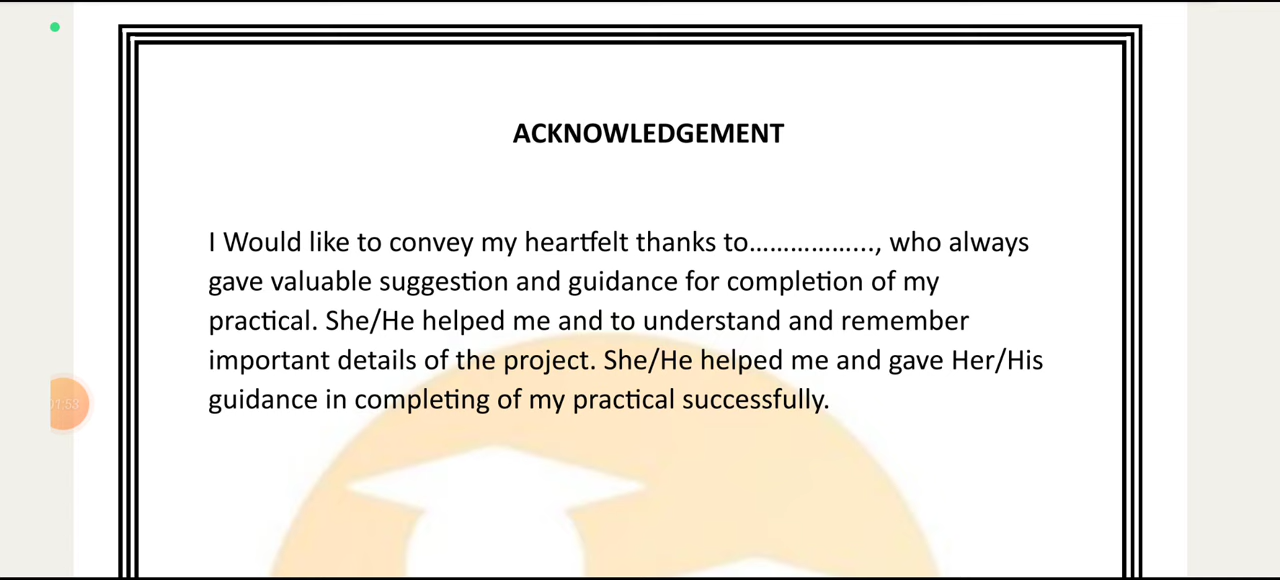 ACKNOWLEDGEMENT
I Would like to convey my heartfelt thanks to………………, who always
gave valuable suggestion and guidance for completion of my
practical. She/He helped me and to understand and remember
important details of the project. She/He helped me and gave Her/His
guidance in completing of my practical successfully.